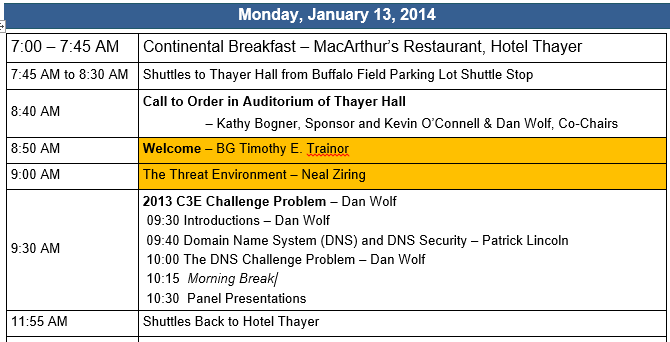 Monday, January 13, 2014
7:00 – 7:45 AM Continental Breakfast – MacArthur's Restaurant, Hotel Thayer
7:45 AM to 8:30 AM Shuttles to Thayer Hall from Buffalo Field Parking Lot Shuttle Stop
8:40 AM Call to Order in Auditorium of Thayer Hall
– Kathy Bogner, Sponsor and Kevin O'Connell & Dan Wolf, Co-Chairs
8:50 AM Welcome – BG Timothy E. Trainor
9:00 AM The Threat Environment – Neal Ziring
9:30 AM 2013 C3E Challenge Problem – Dan Wolf
09:30 Introductions – Dan Wolf
09:40 Domain Name System (DNS) and DNS Security – Patrick Lincoln
10:00 The DNS Challenge Problem – Dan Wolf
10:15 Morning Break
10:30 Panel Presentations
11:55 AM Shuttles Back to Hotel Thayer